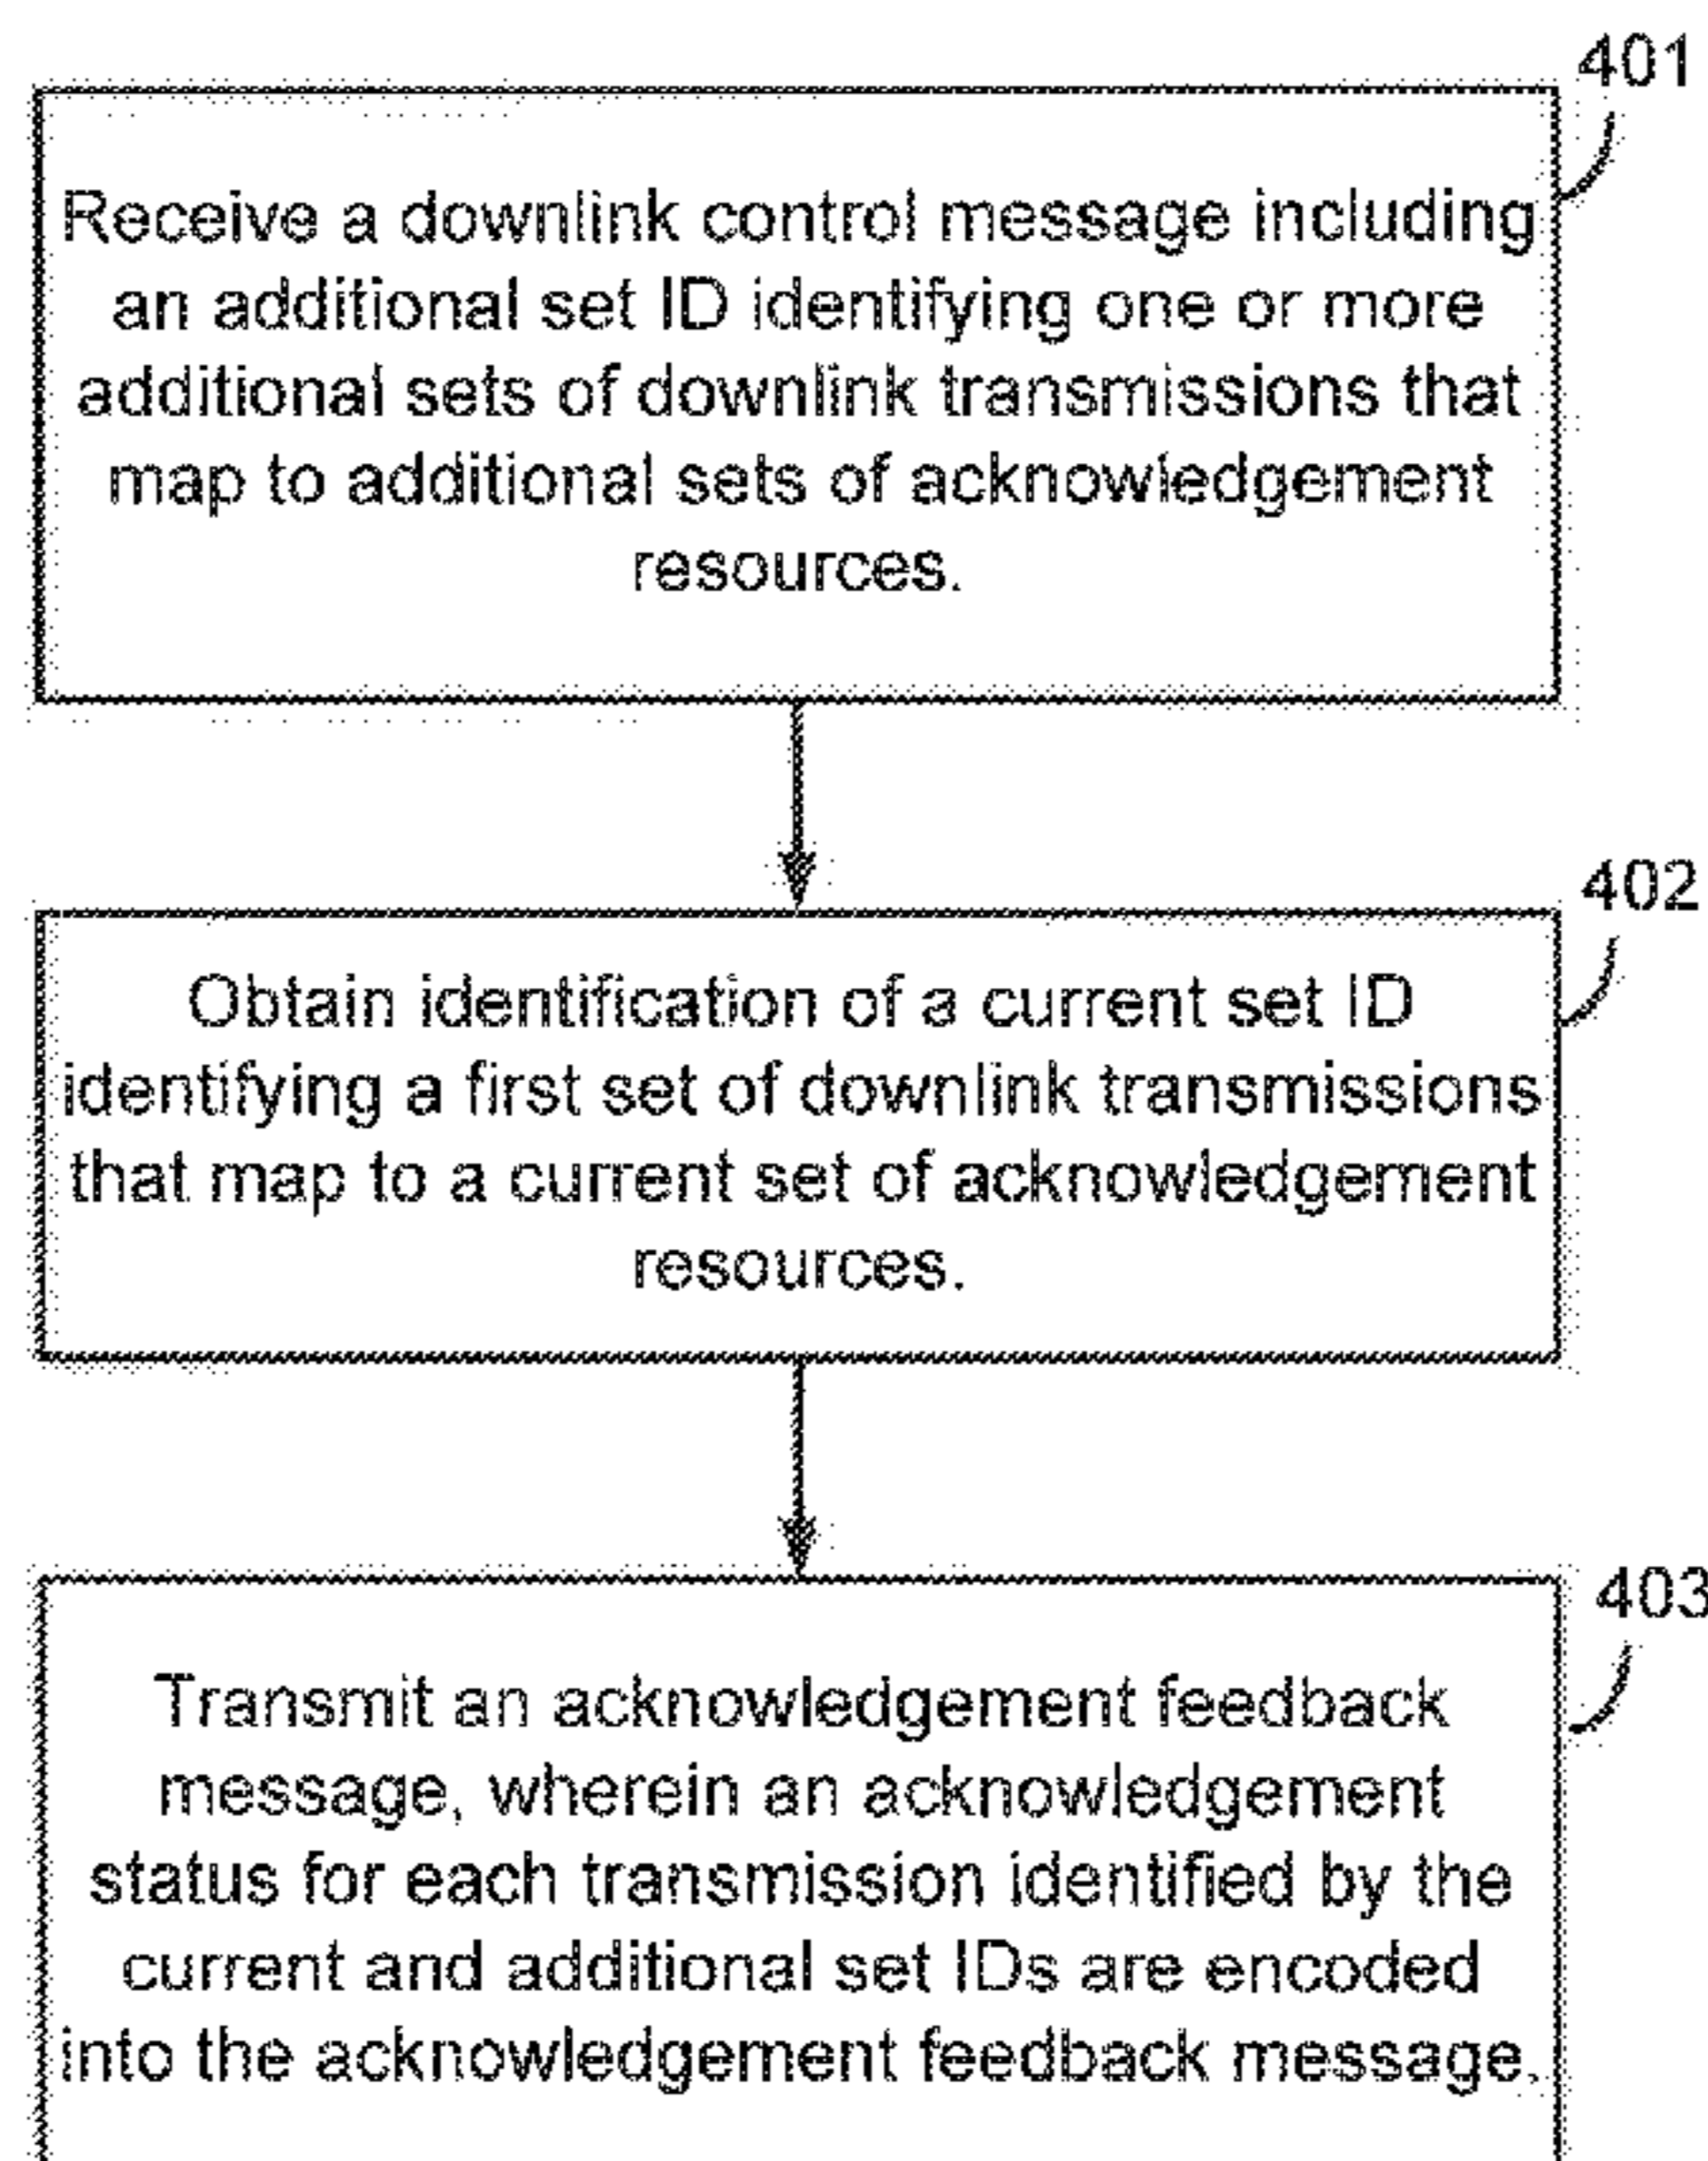 401
Receive a downlink control message including
an additional set ID identifying one or more
additional sets of downlink transmissions that
map to additional sets of acknowledgement
resources.
402
Obtain identification of a current set ID
identifying a first set of downlink transmissions
that map to a current set of acknowledgement
resources.
403
Transmit an acknowledgement feedback
message, wherein an acknowledgement
status for each transmission identified by the
current and additional set IDs are encoded
into the acknowledgement feedback message.